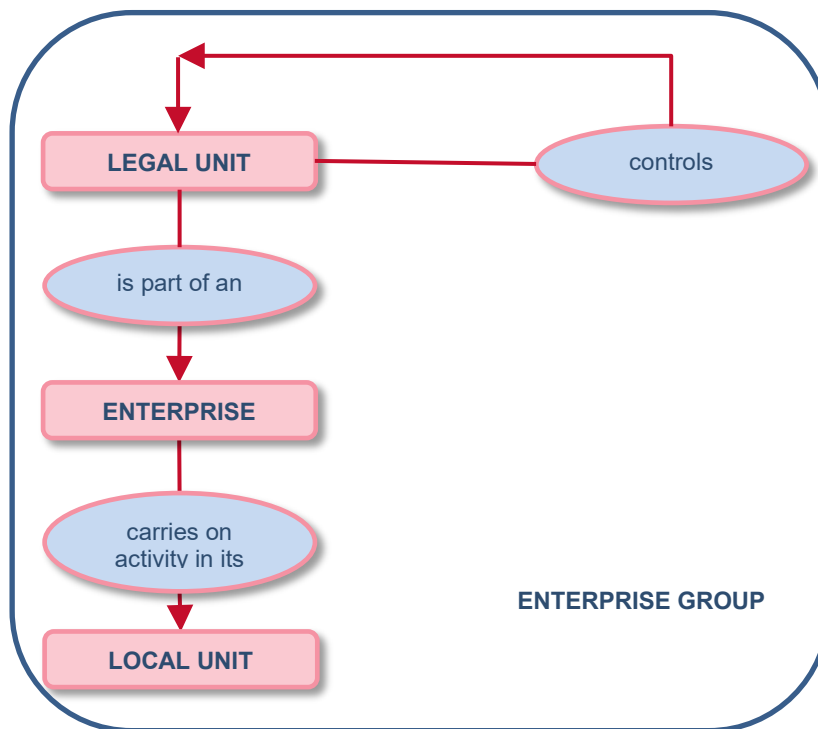 LEGAL UNIT
controls
is part of an
ENTERPRISE
carries on
activity in its
ENTERPRISE GROUP
LOCAL UNIT